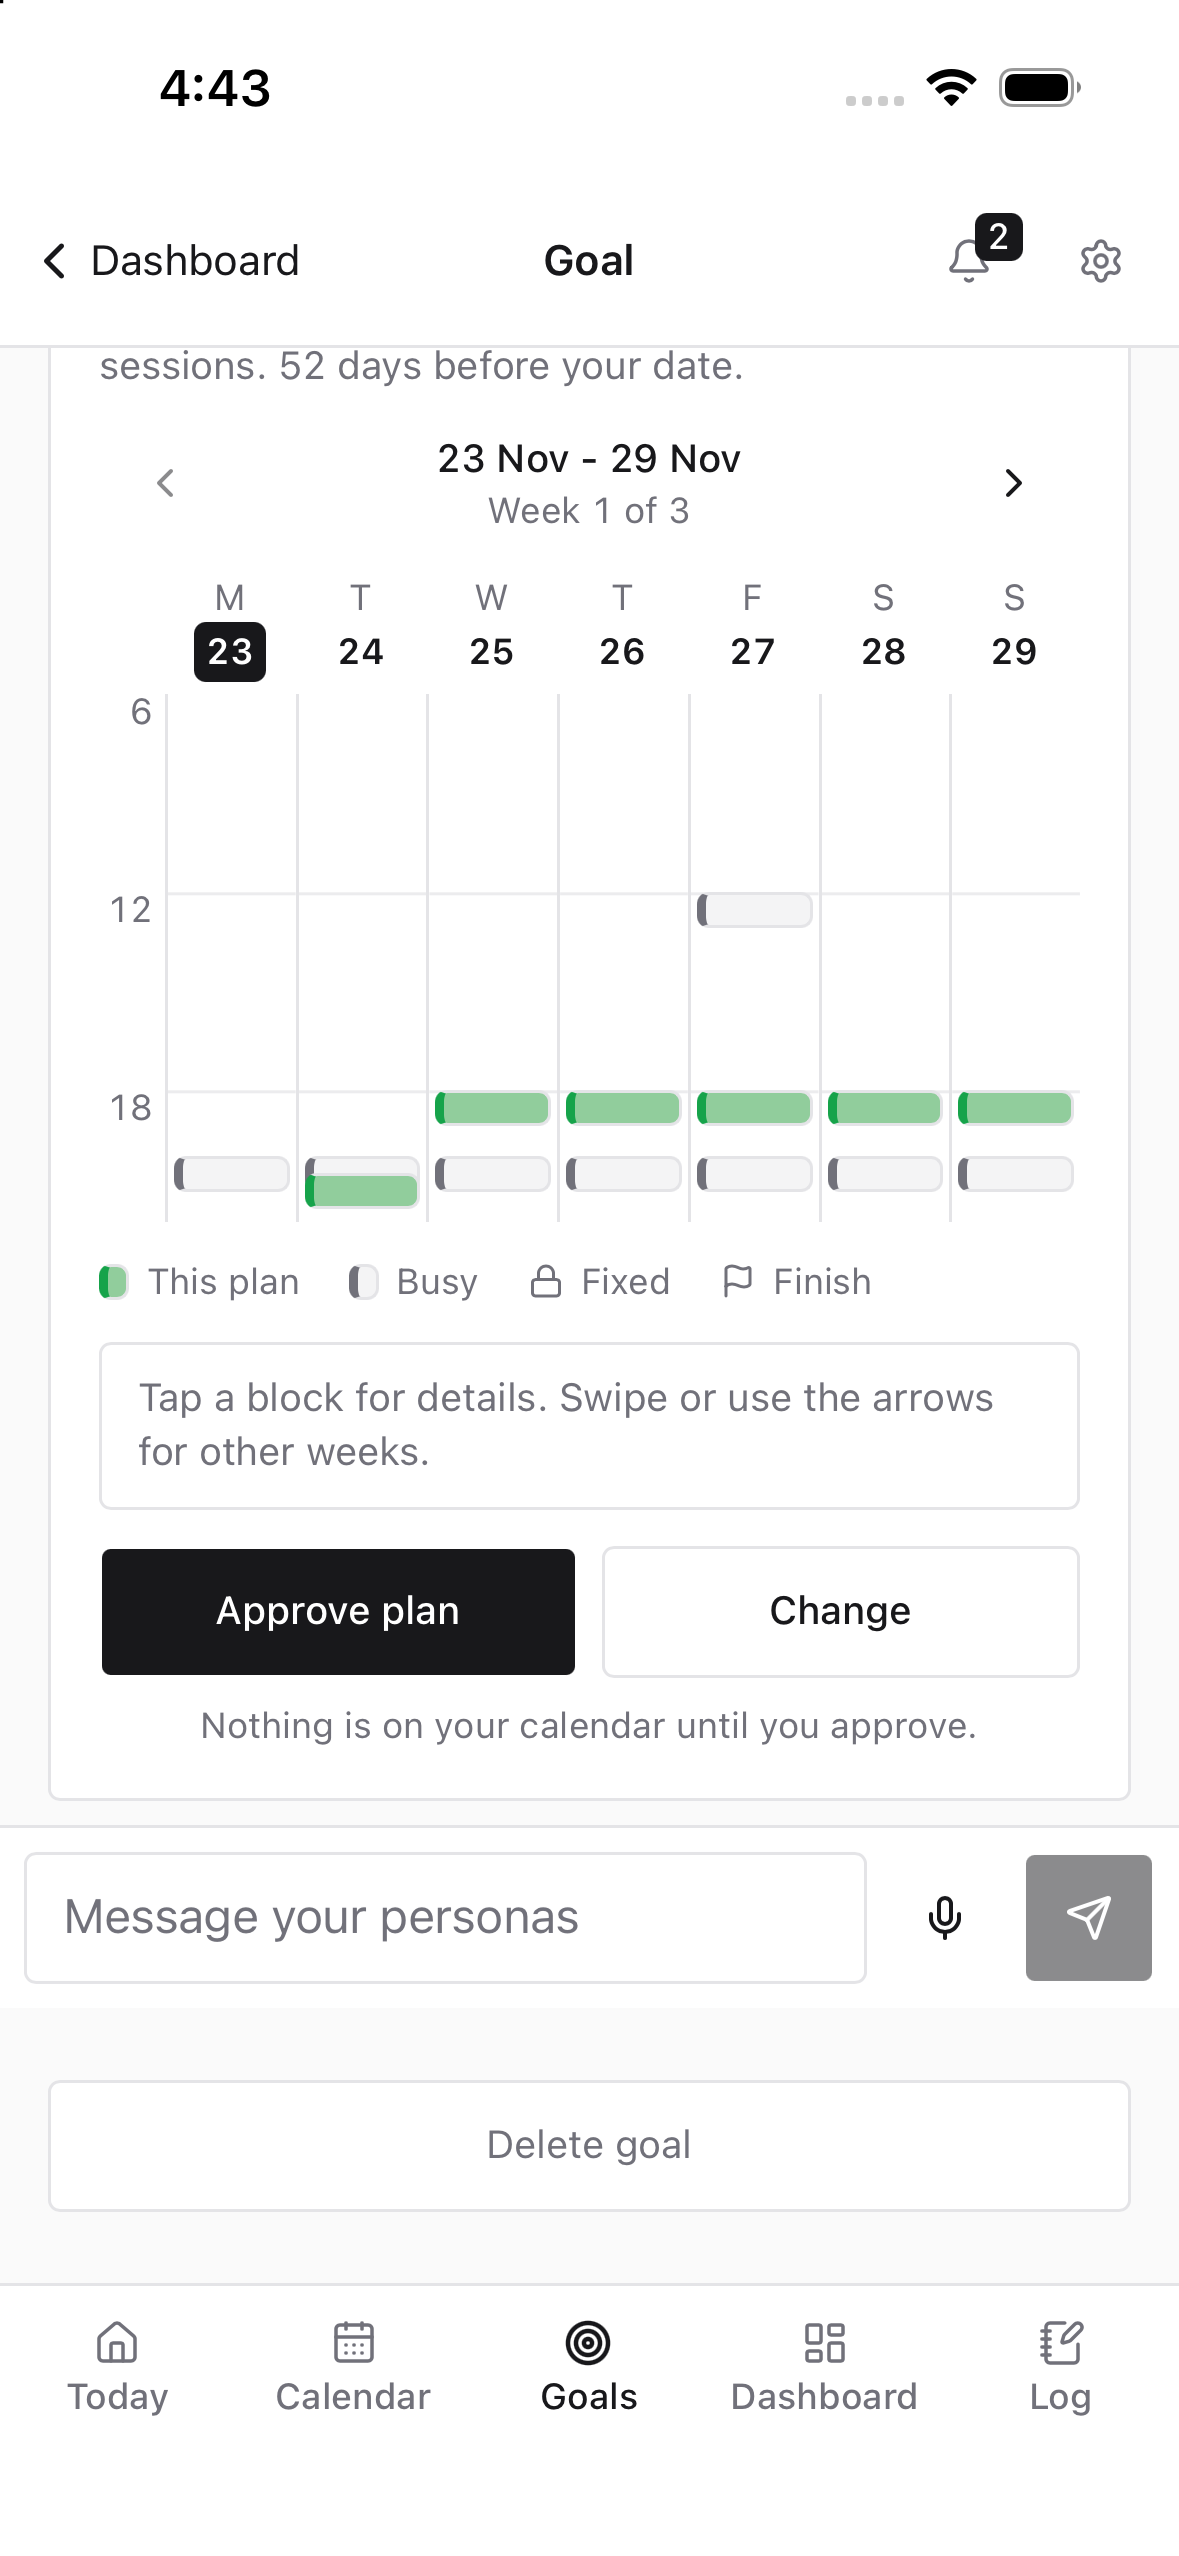 4:43
Dashboard
Goal
2
sessions. 52 days before your date.
23 Nov - 29 Nov
Week 1 of 3
M T W T F S S
23 24 25 26 27 28 29
6
12
18
This plan Busy Fixed Finish
Tap a block for details. Swipe or use the arrows
for other weeks.
Approve plan Change
Nothing is on your calendar until you approve.
Message your personas
Delete goal
Today Calendar Goals Dashboard Log